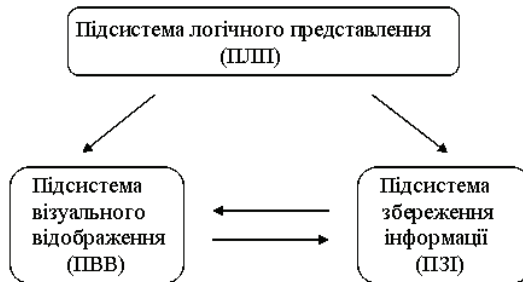 Підсистема логічного представлення
(ПЛП)
Підсистема
візуального
відображення
(ПВВ)
Підсистема
збереження
інформації
(ПЗІ)